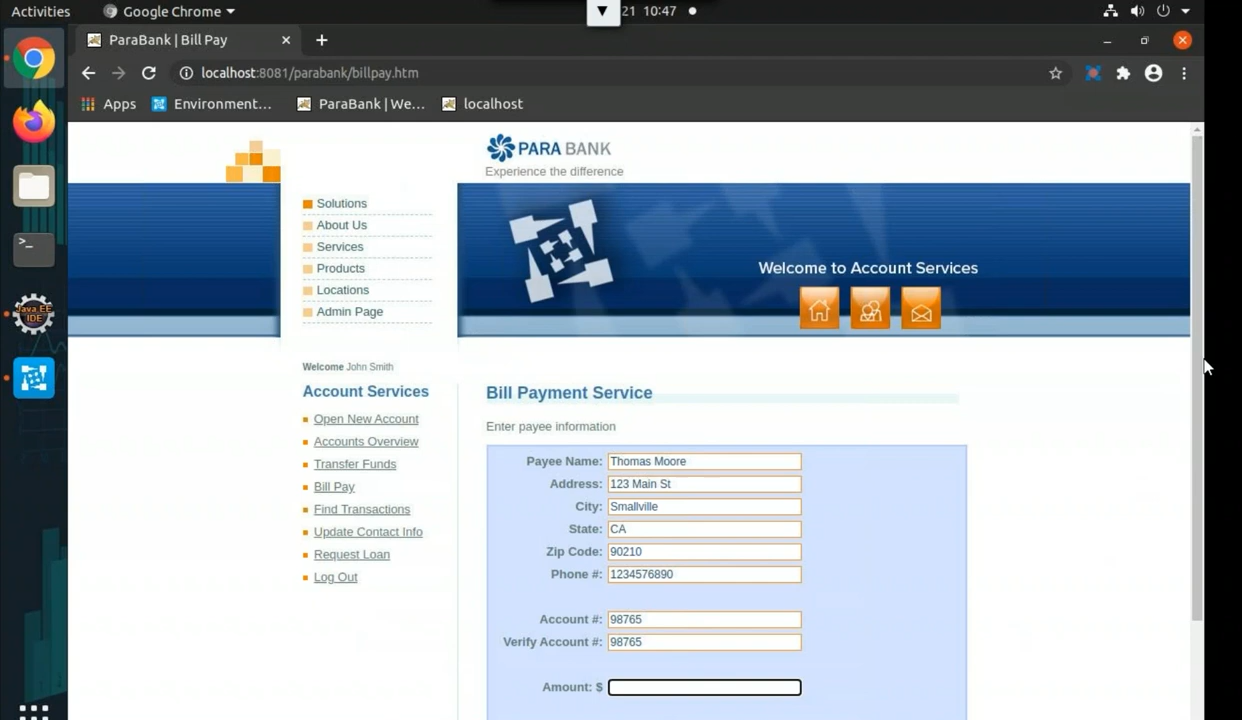 Activities
Google Chrome
21 10:47
ParaBank | Bill Pay
localhost:8081/parabank/billpay.htm
Apps
Environment...
ParaBank | We...
localhost
PARA BANK
Experience the difference
Solutions
About Us
Services
Products
Locations
Admin Page
Welcome to Account Services
Java EE
IDE
Welcome John Smith
Account Services
Open New Account
Accounts Overview
Transfer Funds
Bill Pay
Find Transactions
Update Contact Info
Request Loan
Log Out
Bill Payment Service
Enter payee information
Payee Name: Thomas Moore
Address: 123 Main St
City: Smallville
State: CA
Zip Code: 90210
Phone #: 1234576890
Account #: 98765
Verify Account #: 98765
Amount: $